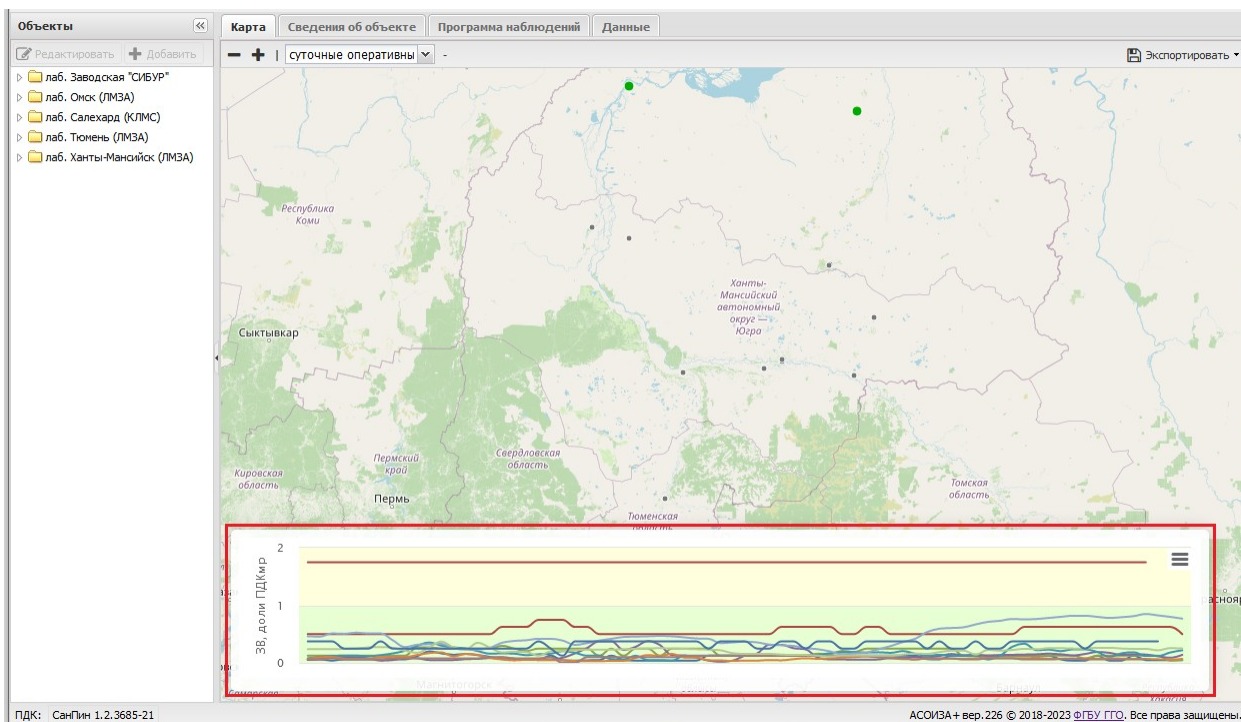 Объекты
Карта
Сведения об объекте
Программа наблюдений
Данные
Редактировать
Добавить
суточные оперативны
-
Экспортировать
лаб. Заводская "СИБУР"
лаб. Омск (ЛМЗА)
лаб. Салехард (КЛМС)
лаб. Тюмень (ЛМЗА)
лаб. Ханты-Мансийск (ЛМЗА)
Республика
Коми
Ханты-
Мансийский
автономный
округ —
Югра
Сыктывкар
Пермский
край
Свердловская
область
Кировская
область
Пермь
Томская
область
Тюменская
область
ЗВ, доли ПДКмр
2
1
0
Магнитогорск
Барнаул
Хакасия
ПДК: СанПин 1.2.3685-21
АСОИЗА+ вер.226 © 2018-2023 ФГБУ ГГО. Все права защищены.